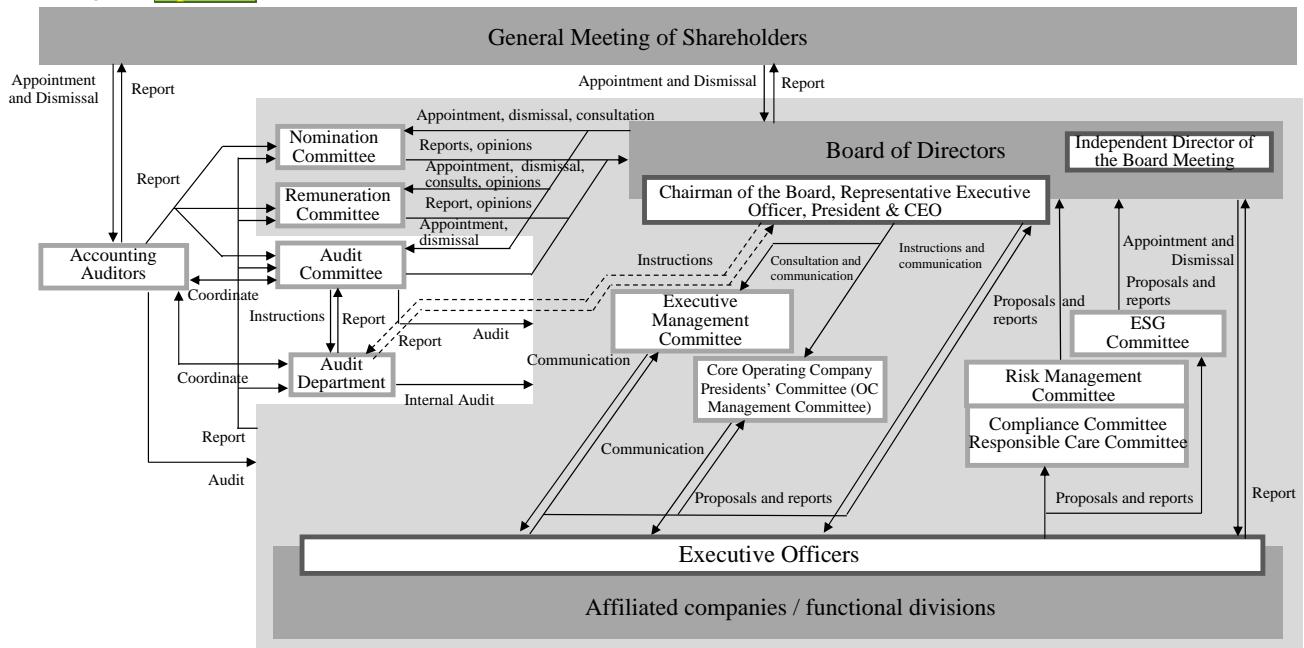 General Meeting of Shareholders
Appointment
and Dismissal
Report
Appointment and Dismissal
Report
Appointment, dismissal, consultation
Nomination
Committee
Reports, opinions
Board of Directors
Independent Director of
the Board Meeting
Appointment, dismissal,
consults, opinions
Report
Remuneration
Committee
Report, opinions
Chairman of the Board, Representative Executive
Officer, President & CEO
Appointment,
dismissal
Accounting
Auditors
Audit
Committee
Instructions
Consultation and
communication
Instructions and
communication
Appointment and
Dismissal
Coordinate
Instructions
Report
Report
Audit
Executive
Management
Committee
Proposals and
reports
Proposals and
reports
ESG
Committee
Communication
Audit
Department
Coordinate
Internal Audit
Core Operating Company
Presidents’ Committee (OC
Management Committee)
Risk Management
Committee
Compliance Committee
Responsible Care Committee
Report
Audit
Communication
Proposals and reports
Proposals and reports
Report
Executive Officers
Affiliated companies / functional divisions